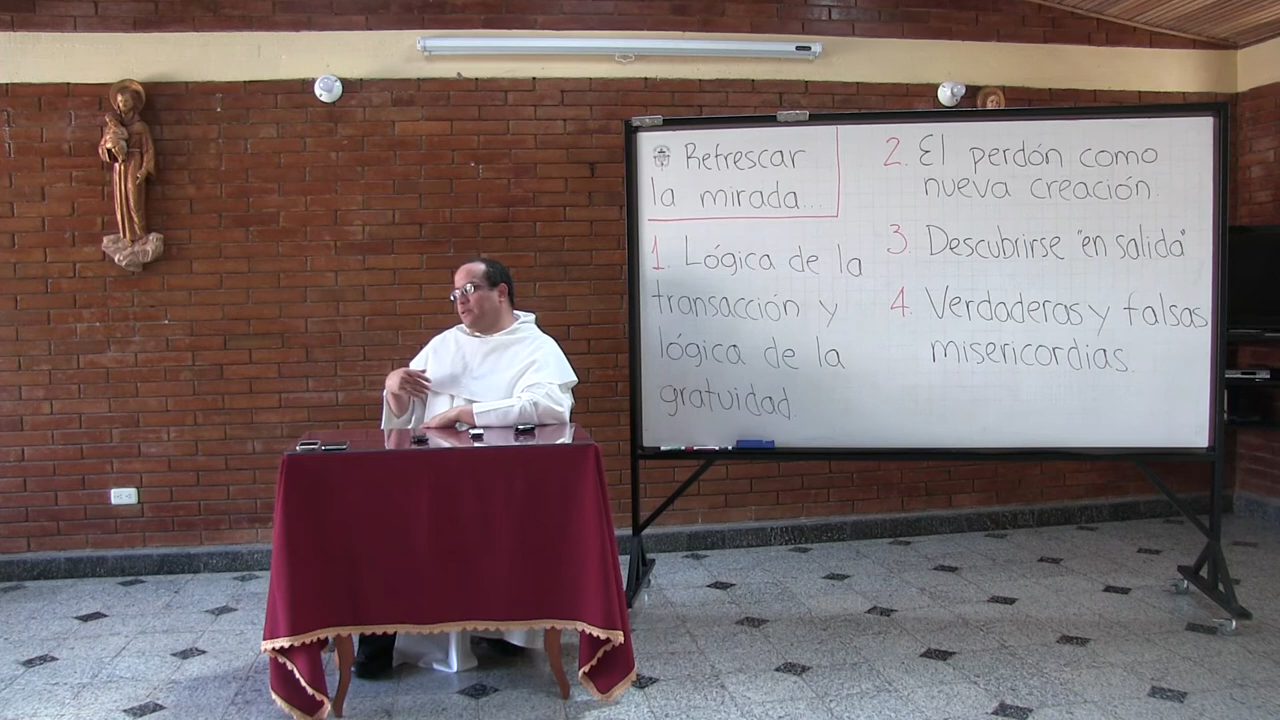 Refrescar
la mirada...
1. Lógica de la
transacción y
lógica de la
gratuidad.
2. El perdón como
nueva creación.
3. Descubrirse "en salida"
4. Verdaderas y falsas
misericordias.